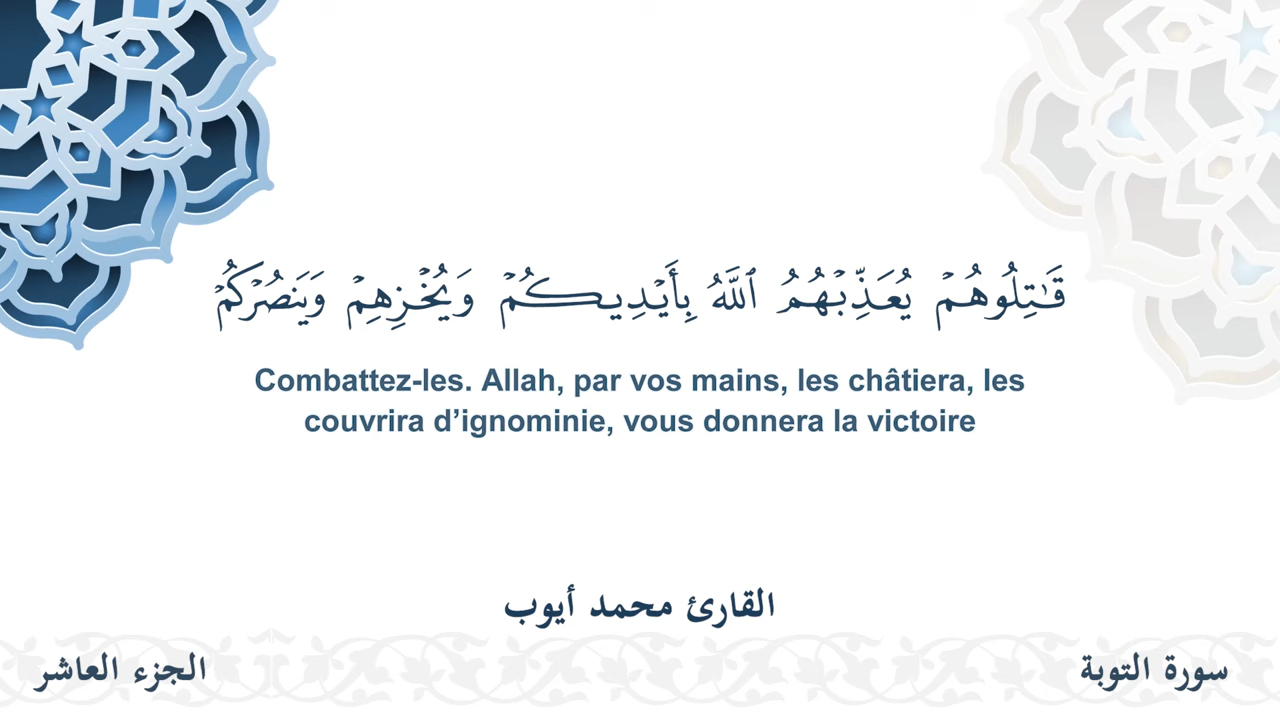 قَٰتِلُوهُمۡ يُعَذِّبۡهُمُ ٱللَّهُ بِأَيۡدِيكُمۡ وَيُخۡزِهِمۡ وَيَنصُرۡكُمۡ
Combattez-les. Allah, par vos mains, les châtiera, les
couvrira d’ignominie, vous donnera la victoire
القارئ محمد أيوب
سورة التوبة
الجزء العاشر